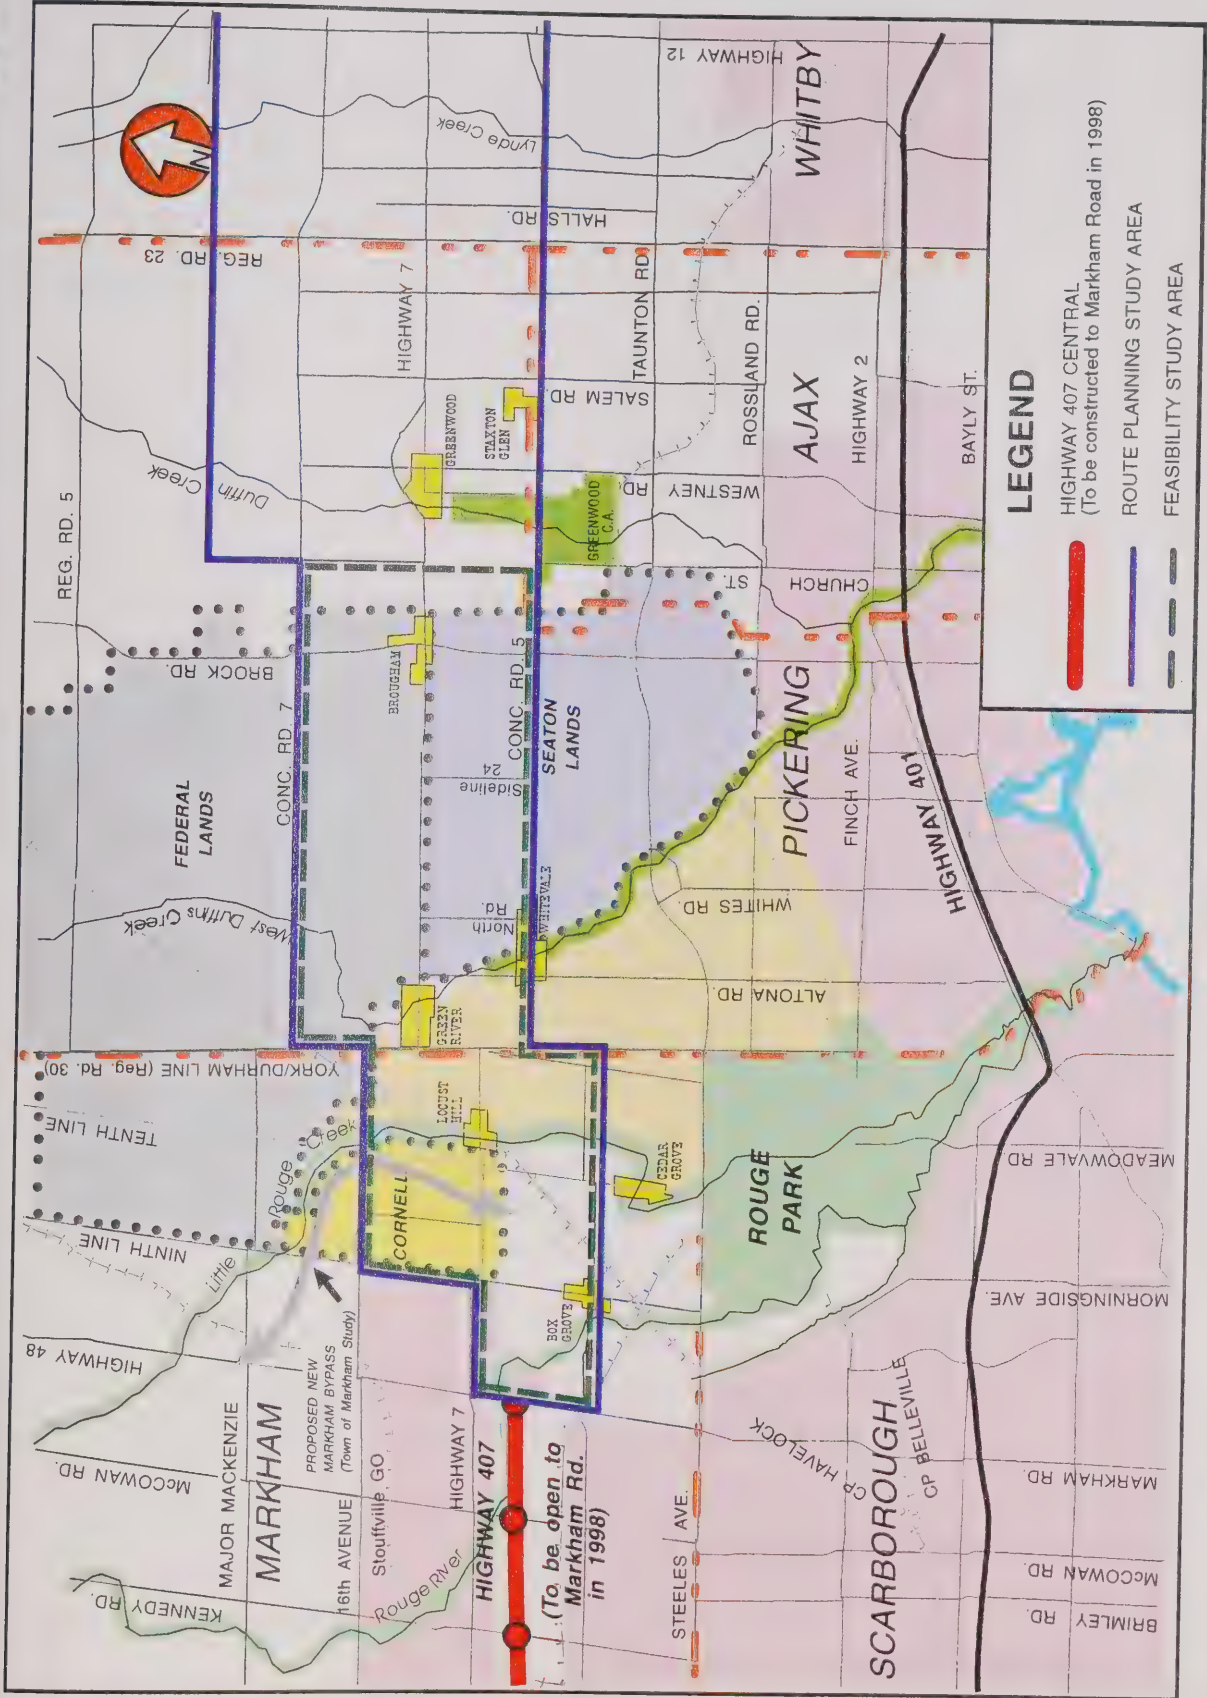 HIGHWAY 12
WHITBY
Lynde Creek
HALLS RD.
N
REG. RD. 23
HIGHWAY 7
TAUNTON RD.
ROSSLAND RD.
HIGHWAY 2
BAYLY ST.
SALEM RD.
AJAX
GREENWOOD
STAXTON
GLEN
WESTNEY RD
GREENWOOD
C.A.
Duffin Creek
REG. RD. 5
CHURCH ST.
BROCK RD.
BROUGHAM
CONC. RD. 7
CONC. RD. 5
Sideline 24
SEATON
LANDS
FEDERAL
LANDS
PICKERING
FINCH AVE.
HIGHWAY 401
West Duffins Creek
North Rd.
WHITEVALE
WHITES RD.
ALTONA RD.
GREEN
RIVER
YORK/DURHAM LINE (Reg. Rd. 30)
TENTH LINE
NINTH LINE
Little Rouge Creek
LOCUST
HILL
CORNELL
CEDAR
GROVE
BOX
GROVE
ROUGE
PARK
MEADOWVALE RD
MORNINGSIDE AVE.
HIGHWAY 48
PROPOSED NEW
MARKHAM BYPASS
(Town of Markham Study)
MAJOR MACKENZIE
MARKHAM
McCOWAN RD.
KENNEDY RD.
16th AVENUE
Stouffville GO
HIGHWAY 7
Rouge River
HIGHWAY 407
(To be open to
Markham Rd.
in 1998)
STEELES AVE.
CP HAVELOCK
CP BELLEVILLE
SCARBOROUGH
MARKHAM RD
McCOWAN RD
BRIMLEY RD
LEGEND
HIGHWAY 407 CENTRAL
(To be constructed to Markham Road in 1998)
ROUTE PLANNING STUDY AREA
FEASIBILITY STUDY AREA